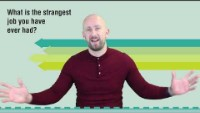 What is the strangest
job you have
ever had?